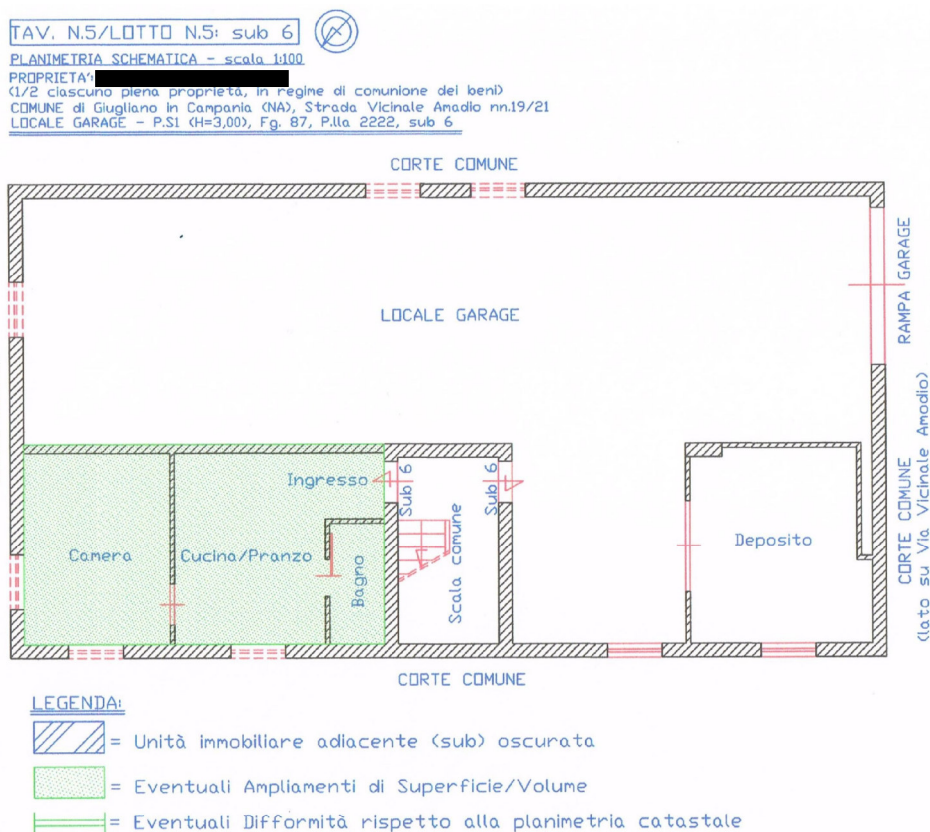 TAV. N.5/LOTTO N.5: sub 6
PLANIMETRIA SCHEMATICA - scala 1:100
PROPRIETA':
(1/2 ciascuno piena proprietà, in regime di comunione dei beni)
COMUNE di Giugliano in Campania (NA), Strada Vicinale Amodio nn.19/21
LOCALE GARAGE - P.S1 (H=3,00), Fg. 87, P.lla 2222, sub 6
CORTE COMUNE
LOCALE GARAGE
RAMPA GARAGE
Ingresso
Sub 6
Sub 6
Camera
Cucina/Pranzo
Bagno
Scala comune
Deposito
CORTE COMUNE
(lato su Via Vicinale Amodio)
CORTE COMUNE
LEGENDA:
= Unità immobiliare adiacente (sub) oscurata
= Eventuali Ampliamenti di Superficie/Volume
= Eventuali Difformità rispetto alla planimetria catastale